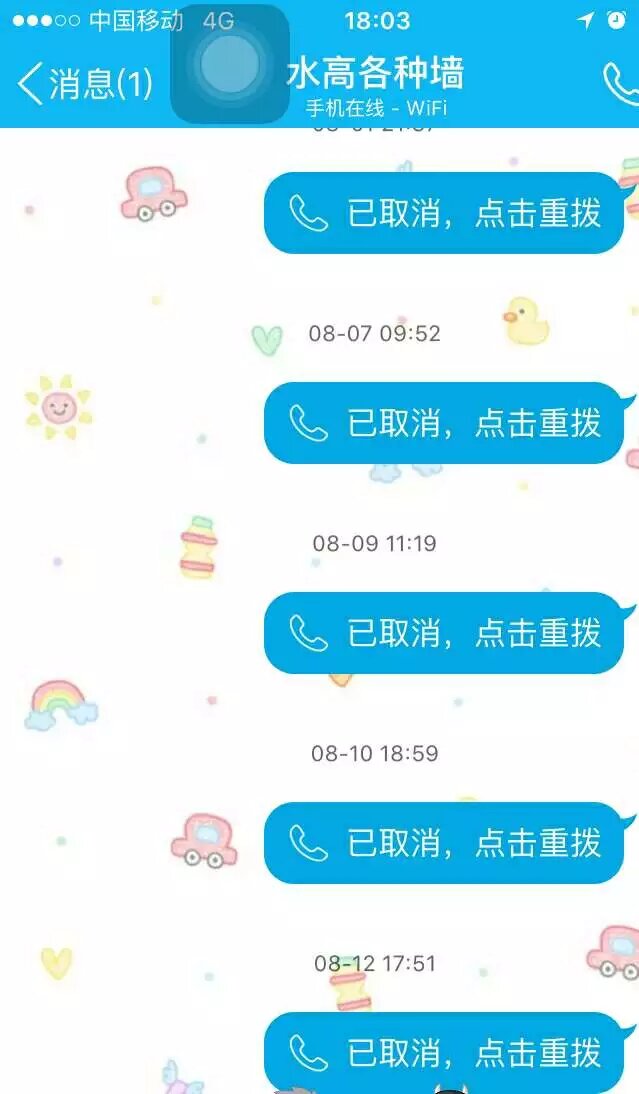 中国移动 4G 18:03
消息(1) 水高各种墙
手机在线 - WiFi
已取消，点击重拨
08-07 09:52
已取消，点击重拨
08-09 11:19
已取消，点击重拨
08-10 18:59
已取消，点击重拨
08-12 17:51
已取消，点击重拨